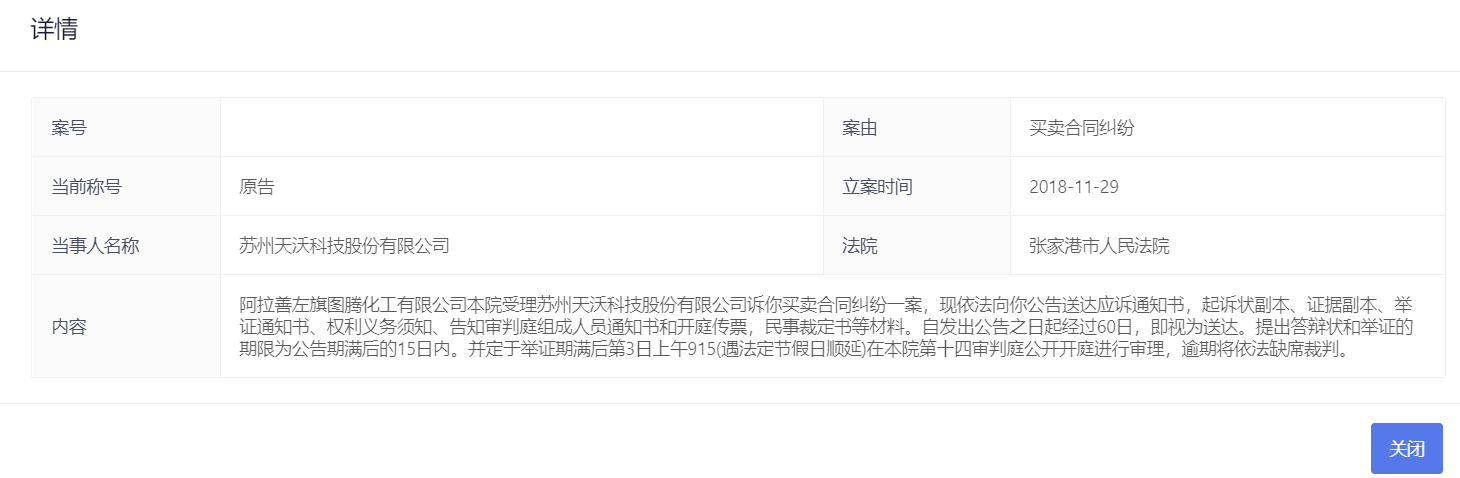 详情
案号
案由
买卖合同纠纷
当前称号
原告
立案时间
2018-11-29
当事人名称
苏州天沃科技股份有限公司
法院
张家港市人民法院
内容
阿拉善左旗图腾化工有限公司本院受理苏州天沃科技股份有限公司诉你买卖合同纠纷一案，现依法向你公告送达应诉通知书，起诉状副本、证据副本、举
证通知书、权利义务须知、告知审判庭组成人员通知书和开庭传票，民事裁定书等材料。自发出公告之日起经过60日，即视为送达。提出答辩状和举证的
期限为公告期满后的15日内。并定于举证期满后第3日上午915(遇法定节假日顺延)在本院第十四审判庭公开开庭进行审理，逾期将依法缺席裁判。
关闭